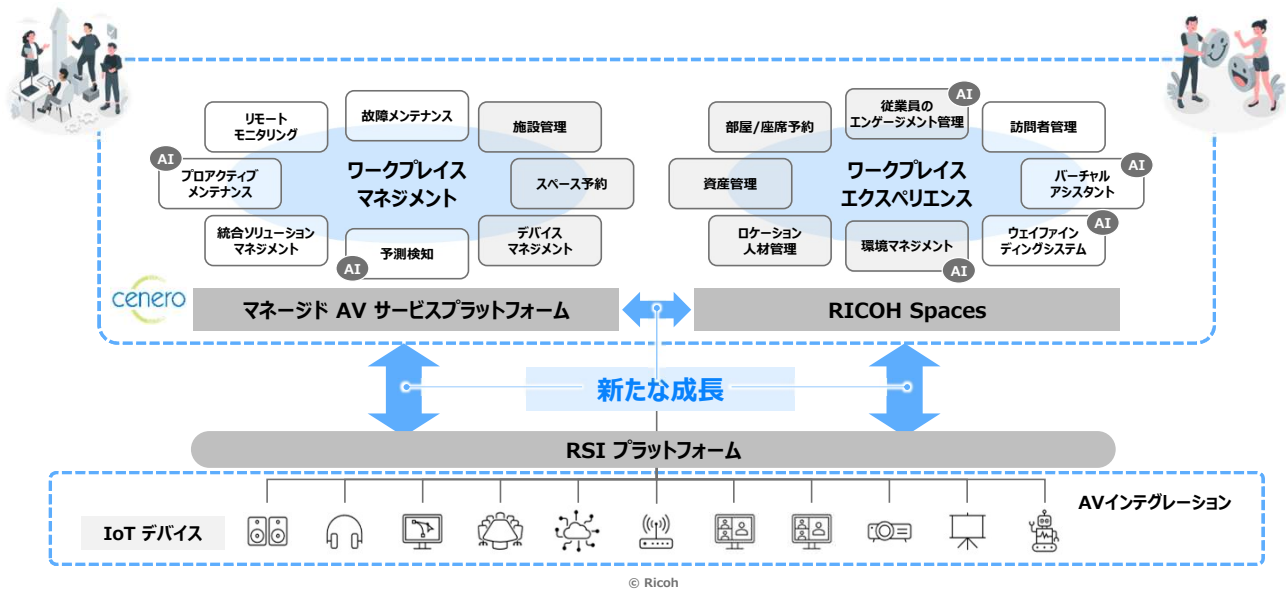 リモート
モニタリング
故障メンテナンス
施設管理
AI
プロアクティブ
メンテナンス
ワークプレイス
マネジメント
スペース予約
統合ソリューション
マネジメント
AI
予測検知
デバイス
マネジメント
部屋/座席予約
AI
従業員の
エンゲージメント管理
訪問者管理
資産管理
ワークプレイス
エクスペリエンス
AI
バーチャル
アシスタント
ロケーション
人材管理
環境マネジメント
AI
AI
ウェイファイン
ディングシステム
cenero
マネージド AV サービスプラットフォーム
RICOH Spaces
新たな成長
RSI プラットフォーム
AVインテグレーション
IoT デバイス
© Ricoh